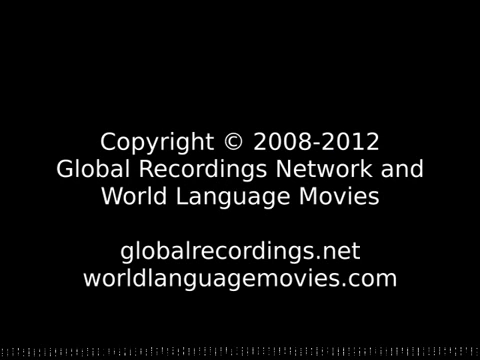 Copyright © 2008-2012
Global Recordings Network and
World Language Movies
globalrecordings.net
worldlanguagemovies.com